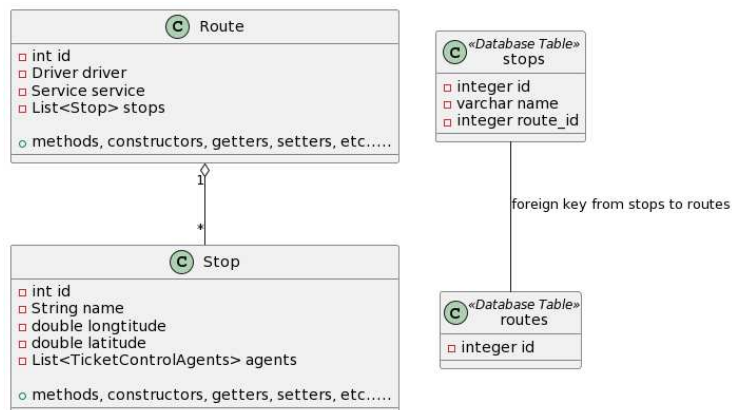 C Route
int id
Driver driver
Service service
List<Stop> stops
methods, constructors, getters, setters, etc.....
1
*
C Stop
int id
String name
double longtitude
double latitude
List<TicketControlAgents> agents
methods, constructors, getters, setters, etc.....
C «Database Table»
stops
integer id
varchar name
integer route_id
foreign key from stops to routes
C «Database Table»
routes
integer id